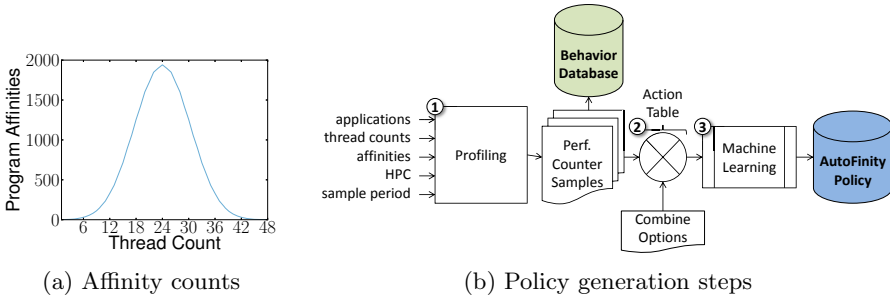 Program Affinities
2000
1500
1000
500
0
6 12 18 24 30 36 42 48
Thread Count
(a) Affinity counts
applications
thread counts
affinities
HPC
sample period
1
Profiling
Behavior
Database
Perf.
Counter
Samples
2
Action
Table
Combine
Options
3
Machine
Learning
AutoFinity
Policy
(b) Policy generation steps